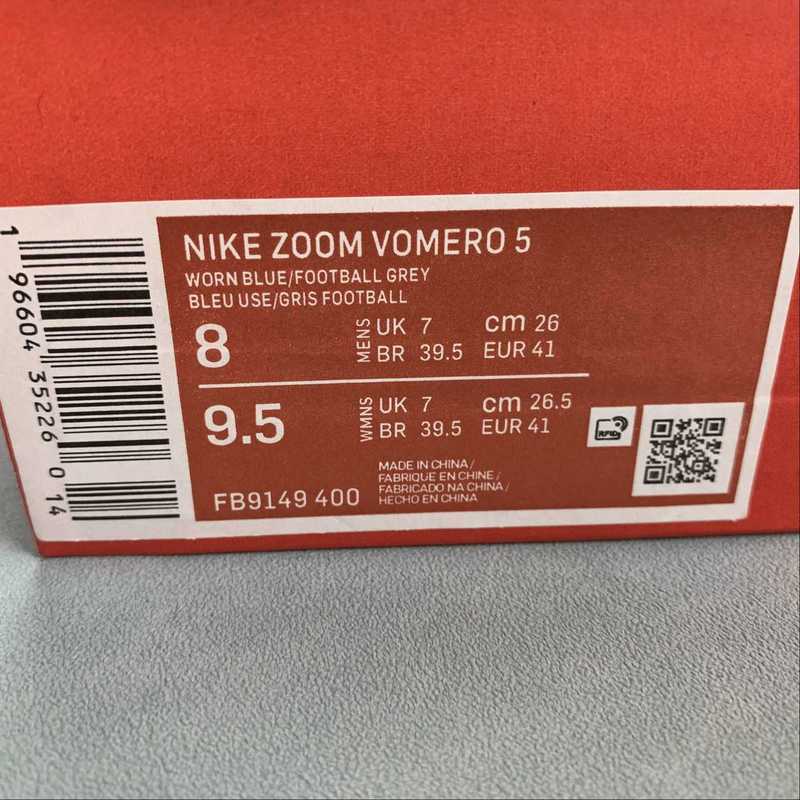 NIKE ZOOM VOMERO 5
WORN BLUE/FOOTBALL GREY
BLEU USE/GRIS FOOTBALL
8 MENS UK 7 cm 26
BR 39.5 EUR 41
9.5 WMNS UK 7 cm 26.5
BR 39.5 EUR 41
FB9149 400
MADE IN CHINA/
FABRIQUE EN CHINE/
FABRICADO NA CHINA/
HECHO EN CHINA
RFID
1 96604 35226 0 14